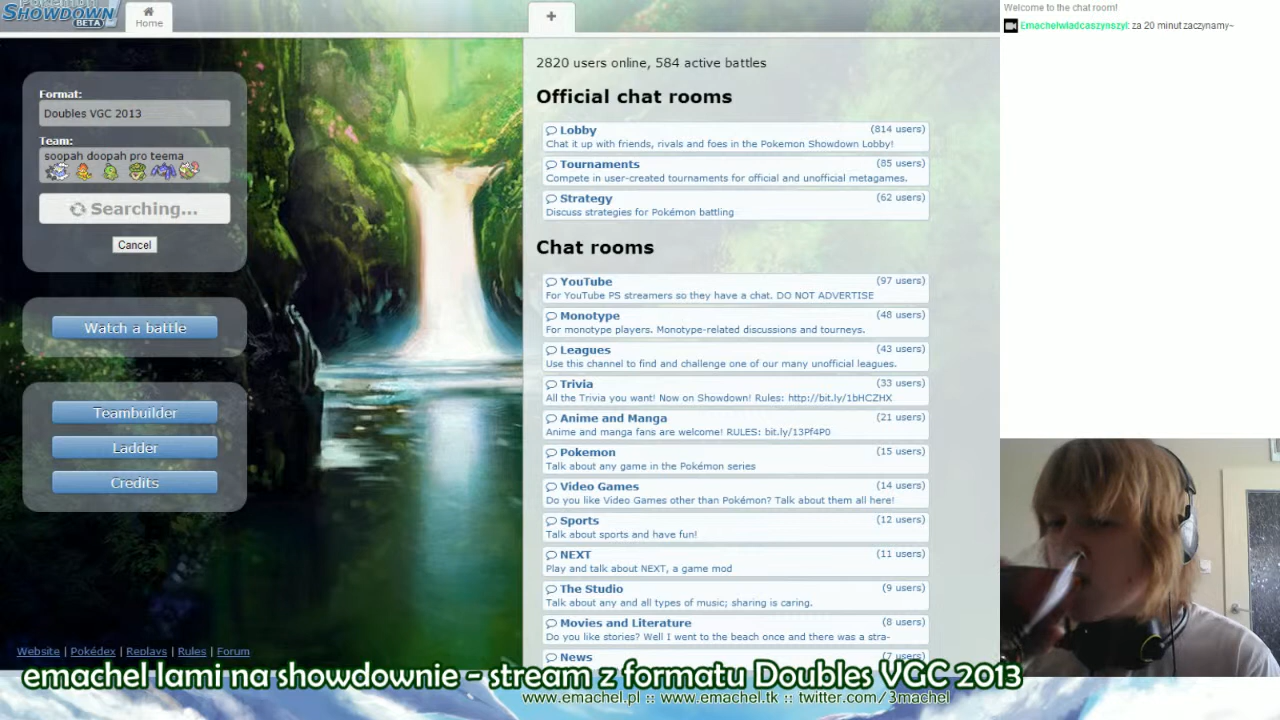 SHOWDOWN
BETA
Home
+
Format:
Doubles VGC 2013
Team:
soopah doopah pro teema
Searching...
Cancel
Watch a battle
Teambuilder
Ladder
Credits
Website | Pokédex | Replays | Rules | Forum
2820 users online, 584 active battles
Official chat rooms
Lobby (814 users)
Chat it up with friends, rivals and foes in the Pokemon Showdown Lobby!
Tournaments (85 users)
Compete in user-created tournaments for official and unofficial metagames.
Strategy (62 users)
Discuss strategies for Pokémon battling
Chat rooms
YouTube (97 users)
For YouTube PS streamers so they have a chat. DO NOT ADVERTISE
Monotype (48 users)
For monotype players. Monotype-related discussions and tourneys.
Leagues (43 users)
Use this channel to find and challenge one of our many unofficial leagues.
Trivia (33 users)
All the Trivia you want! Now on Showdown! Rules: http://bit.ly/1bHCZHX
Anime and Manga (21 users)
Anime and manga fans are welcome! RULES: bit.ly/13Pf4P0
Pokemon (15 users)
Talk about any game in the Pokémon series
Video Games (14 users)
Do you like Video Games other than Pokémon? Talk about them all here!
Sports (12 users)
Talk about sports and have fun!
NEXT (11 users)
Play and talk about NEXT, a game mod
The Studio (9 users)
Talk about any and all types of music; sharing is caring.
Movies and Literature (8 users)
Do you like stories? Well I went to the beach once and there was a stra-
News (7 users)
Welcome to the chat room!
Emachelwladcaszynszyl: za 20 minut zaczynamy~
emachel lami na showdownie - stream z formatu Doubles VGC 2013
www.emachel.pl :: www.emachel.tk :: twitter.com/3machel